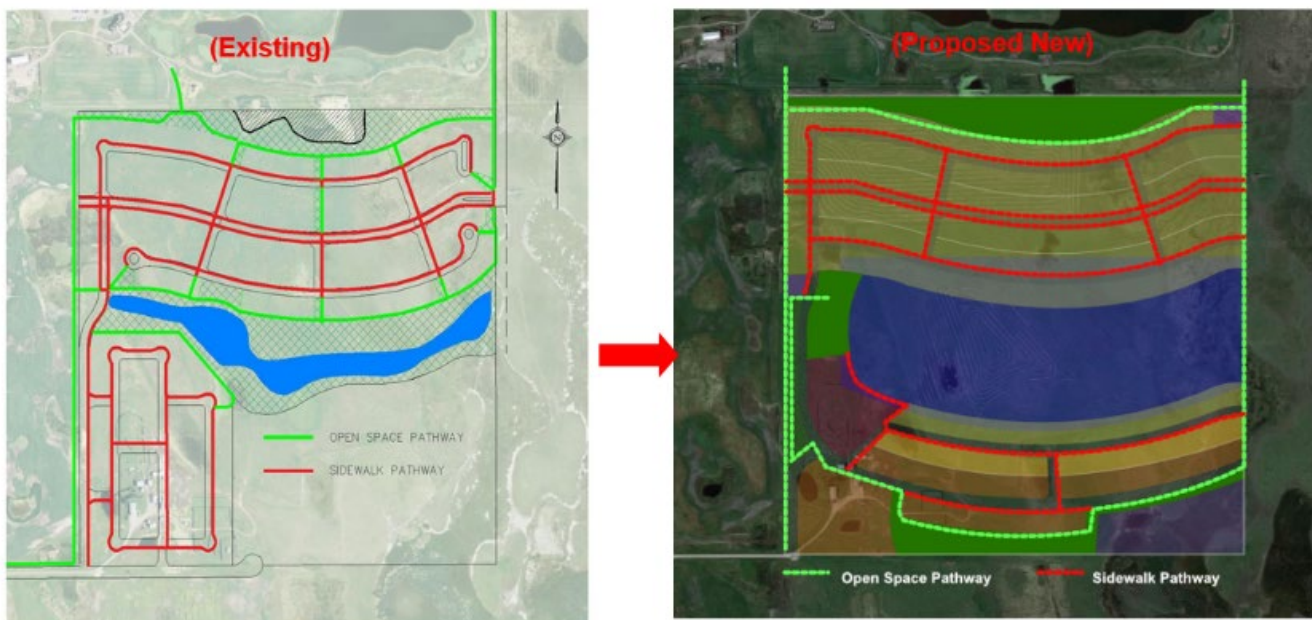 (Existing)
(Proposed New)
N
OPEN SPACE PATHWAY
SIDEWALK PATHWAY
Open Space Pathway
Sidewalk Pathway